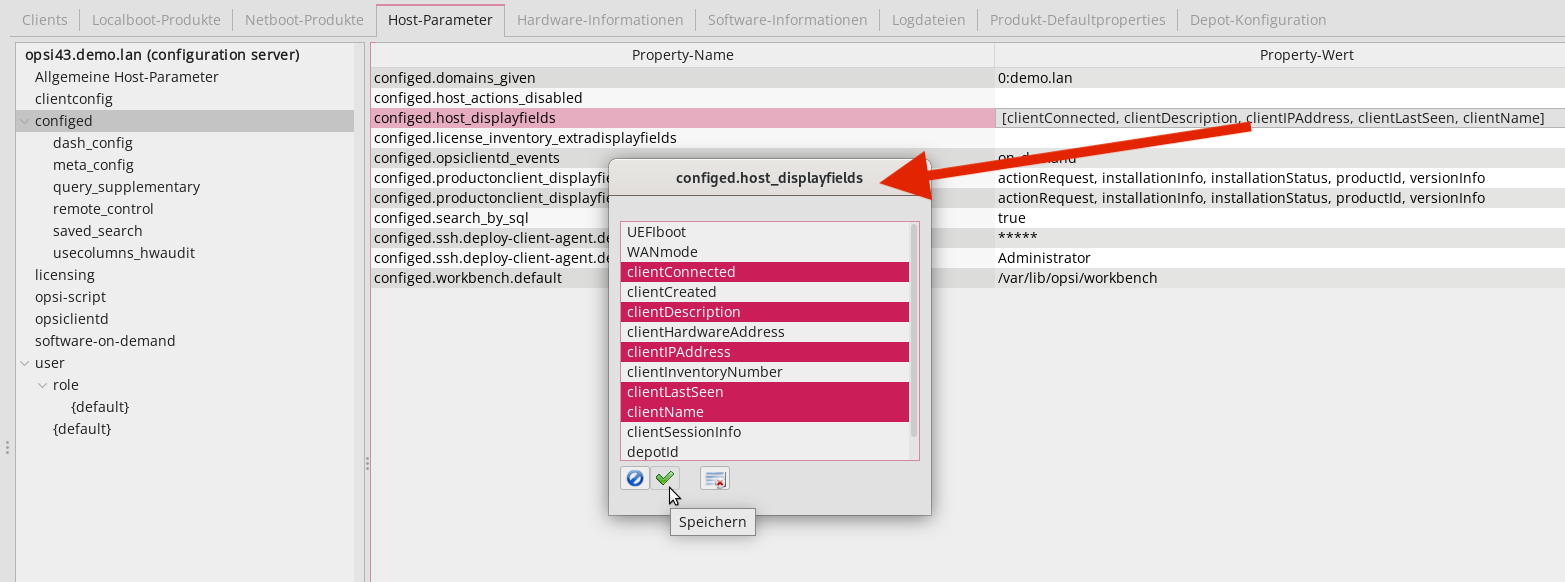 Clients Localboot-Produkte Netboot-Produkte Host-Parameter Hardware-Informationen Software-Informationen Logdateien Produkt-Defaultproperties Depot-Konfiguration
opsi43.demo.lan (configuration server)
Allgemeine Host-Parameter
clientconfig
configed
dash_config
meta_config
query_supplementary
remote_control
saved_search
usecolumns_hwaudit
licensing
opsi-script
opsiclientd
software-on-demand
user
role
{default}
{default}
Property-Name Property-Wert
configed.domains_given 0:demo.lan
configed.host_actions_disabled
configed.host_displayfields [clientConnected, clientDescription, clientIPAddress, clientLastSeen, clientName]
configed.license_inventory_extradisplayfields
configed.opsiclientd_events on_demand
configed.productonclient_displayfie actionRequest, installationInfo, installationStatus, productId, versionInfo
configed.productonclient_displayfie actionRequest, installationInfo, installationStatus, productId, versionInfo
configed.search_by_sql true
configed.ssh.deploy-client-agent.de *****
configed.ssh.deploy-client-agent.de Administrator
configed.workbench.default /var/lib/opsi/workbench
configed.host_displayfields
UEFIboot
WANmode
clientConnected
clientCreated
clientDescription
clientHardwareAddress
clientIPAddress
clientInventoryNumber
clientLastSeen
clientName
clientSessionInfo
depotId
Speichern